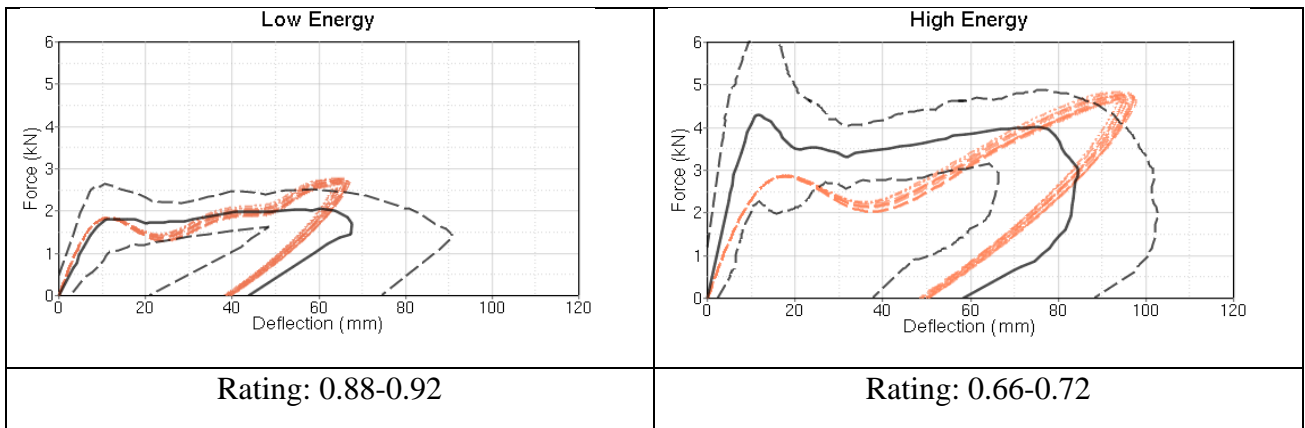 Low Energy
6
5
4
3
2
1
0
Force (kN)
0 20 40 60 80 100 120
Deflection (mm)
Rating: 0.88-0.92
High Energy
6
5
4
3
2
1
0
Force (kN)
0 20 40 60 80 100 120
Deflection (mm)
Rating: 0.66-0.72